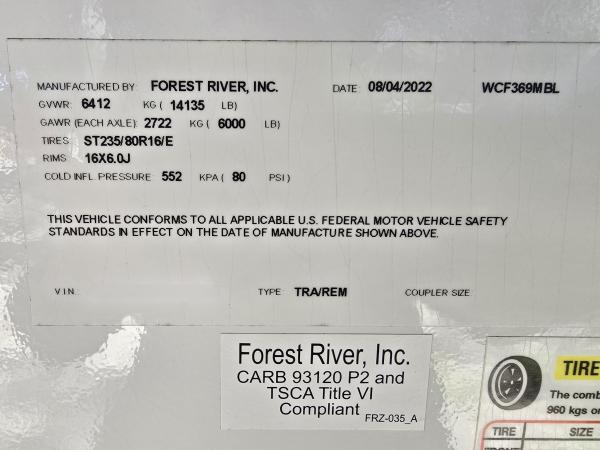 MANUFACTURED BY: FOREST RIVER, INC. DATE: 08/04/2022 WCF369MBL
GVWR: 6412 KG ( 14135 LB)
GAWR (EACH AXLE): 2722 KG ( 6000 LB)
TIRES: ST235/80R16/E
RIMS: 16X6.0J
COLD INFL. PRESSURE 552 KPA ( 80 PSI )
THIS VEHICLE CONFORMS TO ALL APPLICABLE U.S. FEDERAL MOTOR VEHICLE SAFETY
STANDARDS IN EFFECT ON THE DATE OF MANUFACTURE SHOWN ABOVE.
V.I.N. TYPE: TRA/REM COUPLER SIZE:
Forest River, Inc.
CARB 93120 P2 and
TSCA Title VI
Compliant
FRZ-035_A
TIRE
The comb
960 kgs or
TIRE SIZE